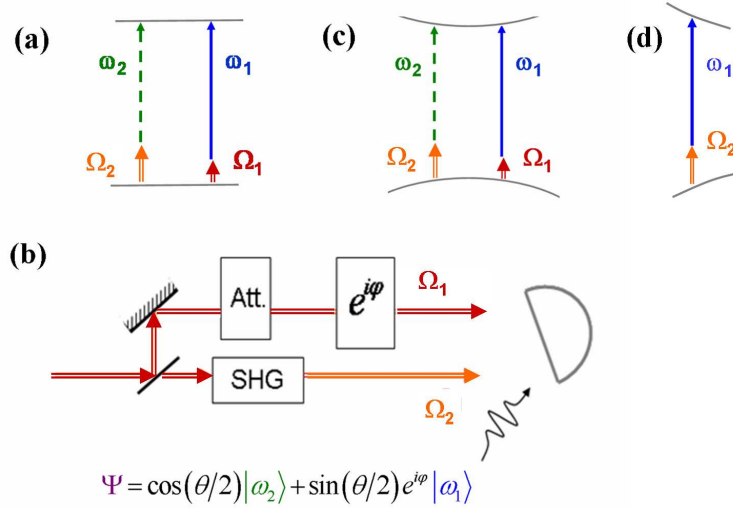 (a)
ω₂
ω₁
Ω₂
Ω₁
(c)
ω₂
ω₁
Ω₂
Ω₁
(d)
ω₁
Ω₂
(b)
Att.
e^{iφ}
Ω₁
SHG
Ω₂
Ψ = cos(θ/2)|ω₂⟩ + sin(θ/2) e^{iφ} |ω₁⟩